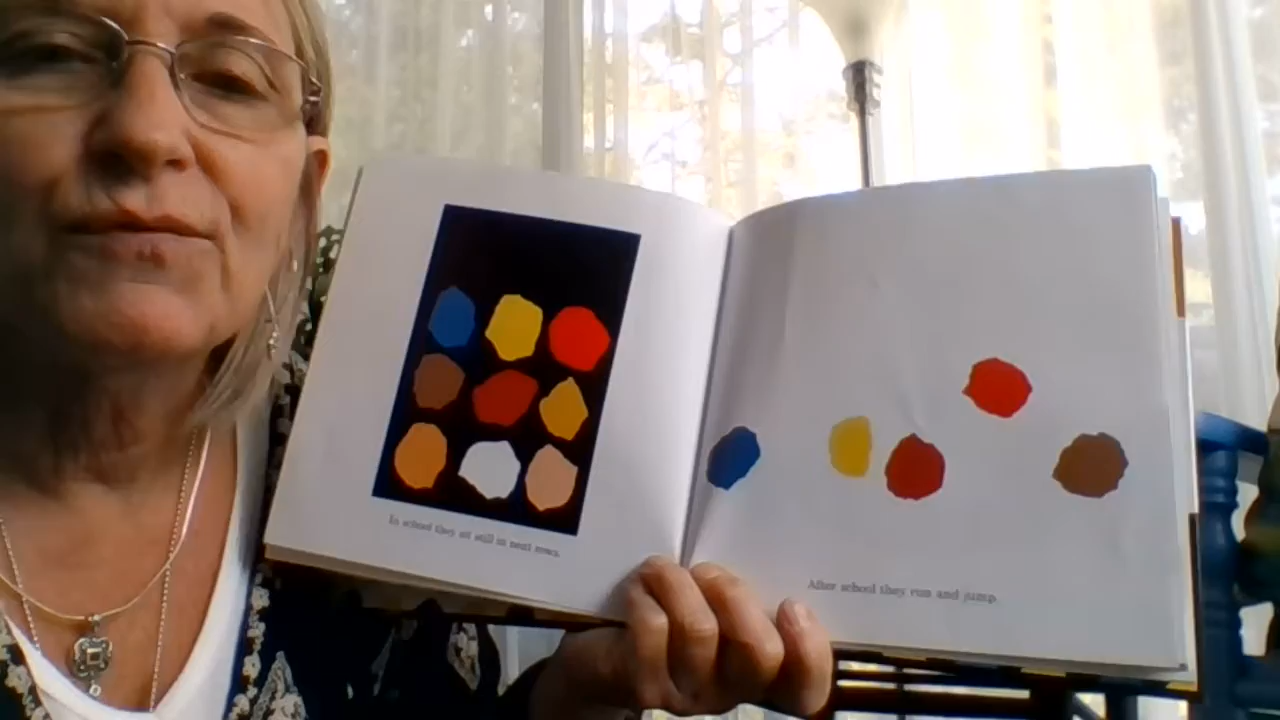 In school they sit still in neat rows.
After school they run and jump.